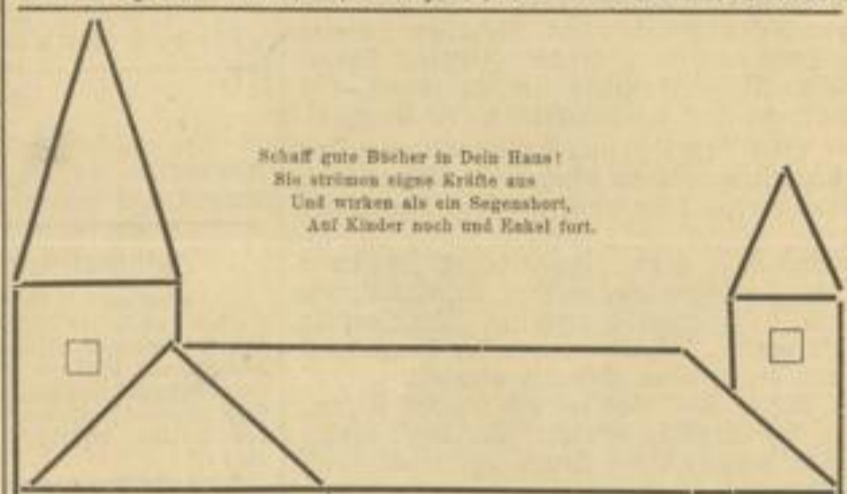 Schaff gute Bücher in Dein Haus!
Sie strömen eigne Kräfte aus
Und wirken als ein Segenshort,
Auf Kinder noch und Enkel fort.